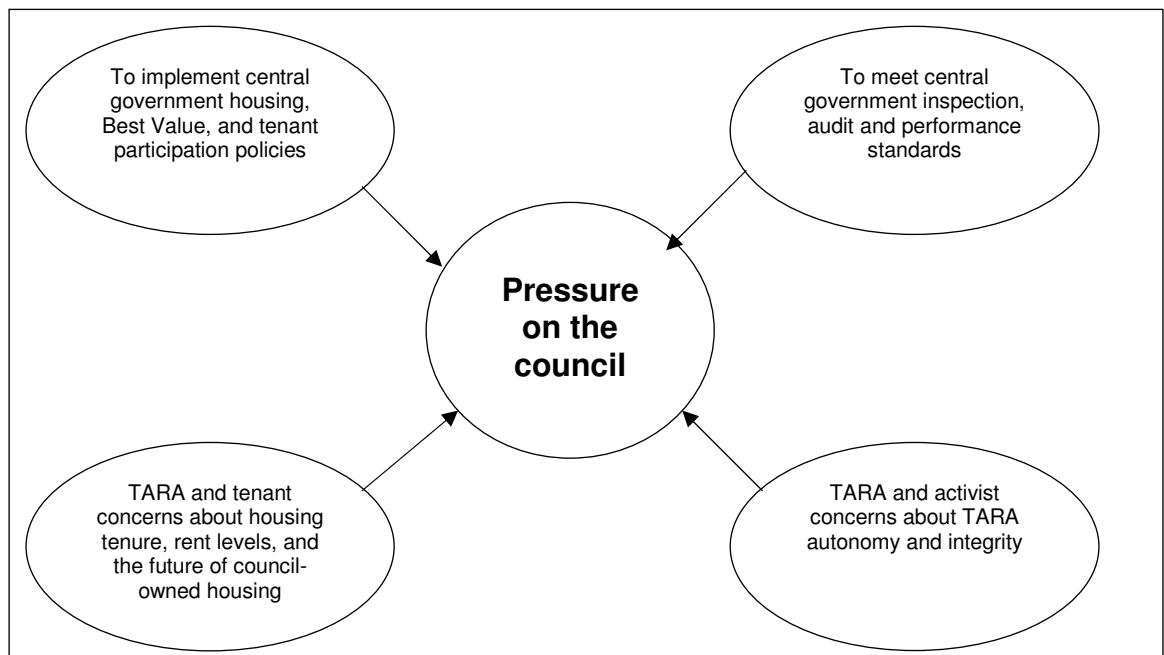 To implement central
government housing,
Best Value, and tenant
participation policies
To meet central
government inspection,
audit and performance
standards
Pressure
on the
council
TARA and tenant
concerns about housing
tenure, rent levels, and
the future of council-
owned housing
TARA and activist
concerns about TARA
autonomy and integrity